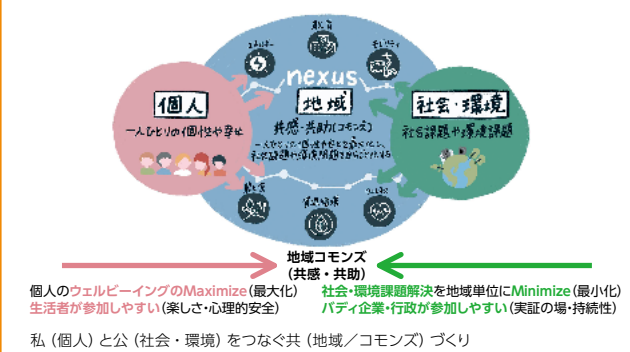 エネルギー
モビリティ
nexus
個人
一人ひとりの個性や幸せ
地域
共感・共助(コモンズ)
社会・環境
社会課題や環境課題
地域コモンズ
(共感・共助)
個人のウェルビーイングのMaximize(最大化)
生活者が参加しやすい(楽しさ・心理的安全)
社会・環境課題解決を地域単位にMinimize(最小化)
バディ企業・行政が参加しやすい(実証の場・持続性)
私(個人)と公(社会・環境)をつなぐ共(地域/コモンズ)づくり